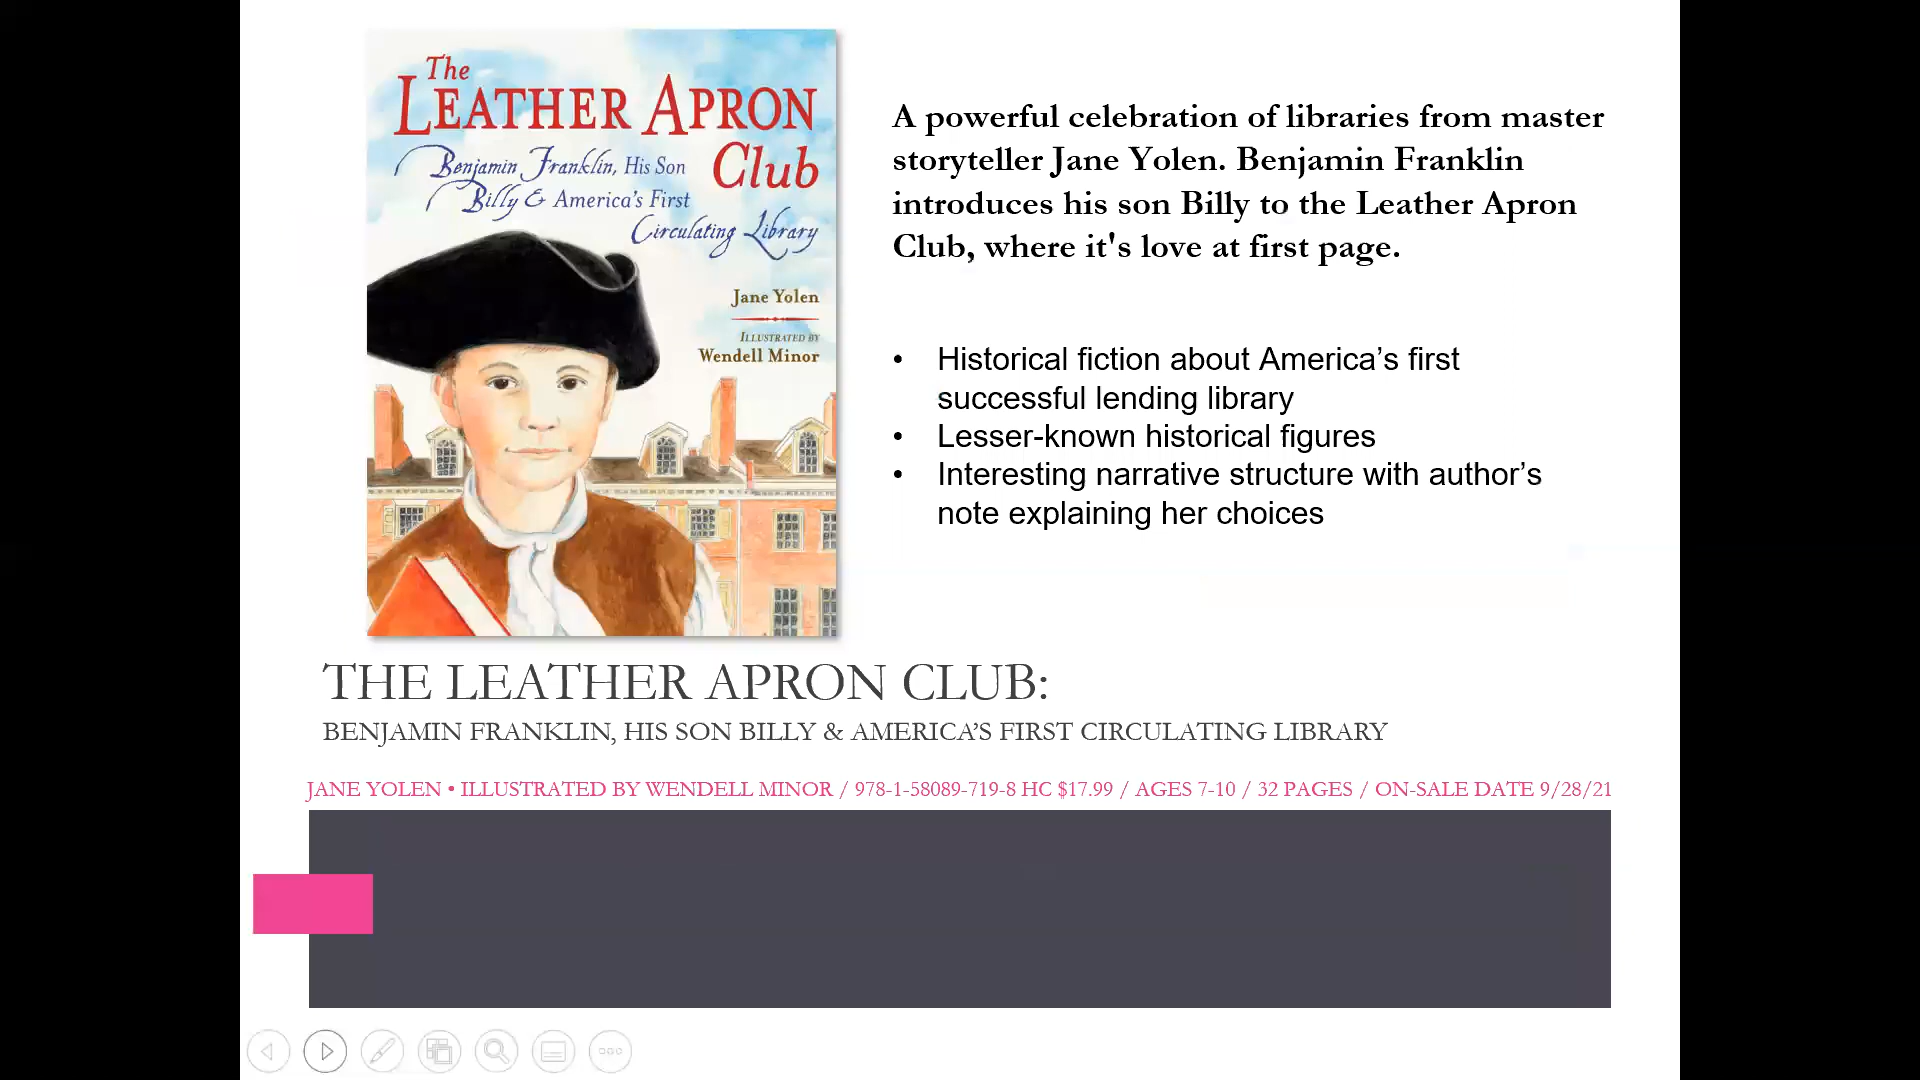 The
LEATHER APRON
Club
Benjamin Franklin, His Son
Billy & America's First
Circulating Library
Jane Yolen
ILLUSTRATED BY
Wendell Minor
A powerful celebration of libraries from master
storyteller Jane Yolen. Benjamin Franklin
introduces his son Billy to the Leather Apron
Club, where it's love at first page.
• Historical fiction about America’s first
successful lending library
• Lesser-known historical figures
• Interesting narrative structure with author’s
note explaining her choices
THE LEATHER APRON CLUB:
BENJAMIN FRANKLIN, HIS SON BILLY & AMERICA’S FIRST CIRCULATING LIBRARY
JANE YOLEN • ILLUSTRATED BY WENDELL MINOR / 978-1-58089-719-8 HC $17.99 / AGES 7-10 / 32 PAGES / ON-SALE DATE 9/28/21